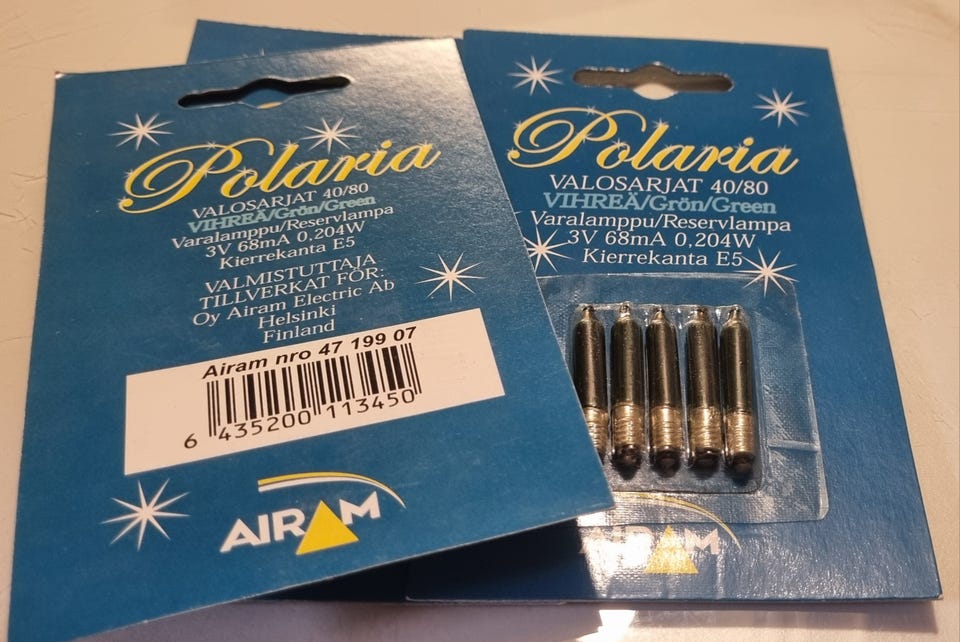 Polaria
VALOSARJAT 40/80
VIHREÄ/Grön/Green
Varalamppu/Reservlampa
3V 68mA 0,204W
Kierrekanta E5
VALMISTUTTAJA
TILLVERKAT FÖR:
Oy Airam Electric Ab
Helsinki
Finland
Airam nro 47 199 07
6 435200 113450
AIRAM
Polaria
VALOSARJAT 40/80
VIHREÄ/Grön/Green
Varalamppu/Reservlampa
3V 68mA 0,204W
Kierrekanta E5
AIRAM